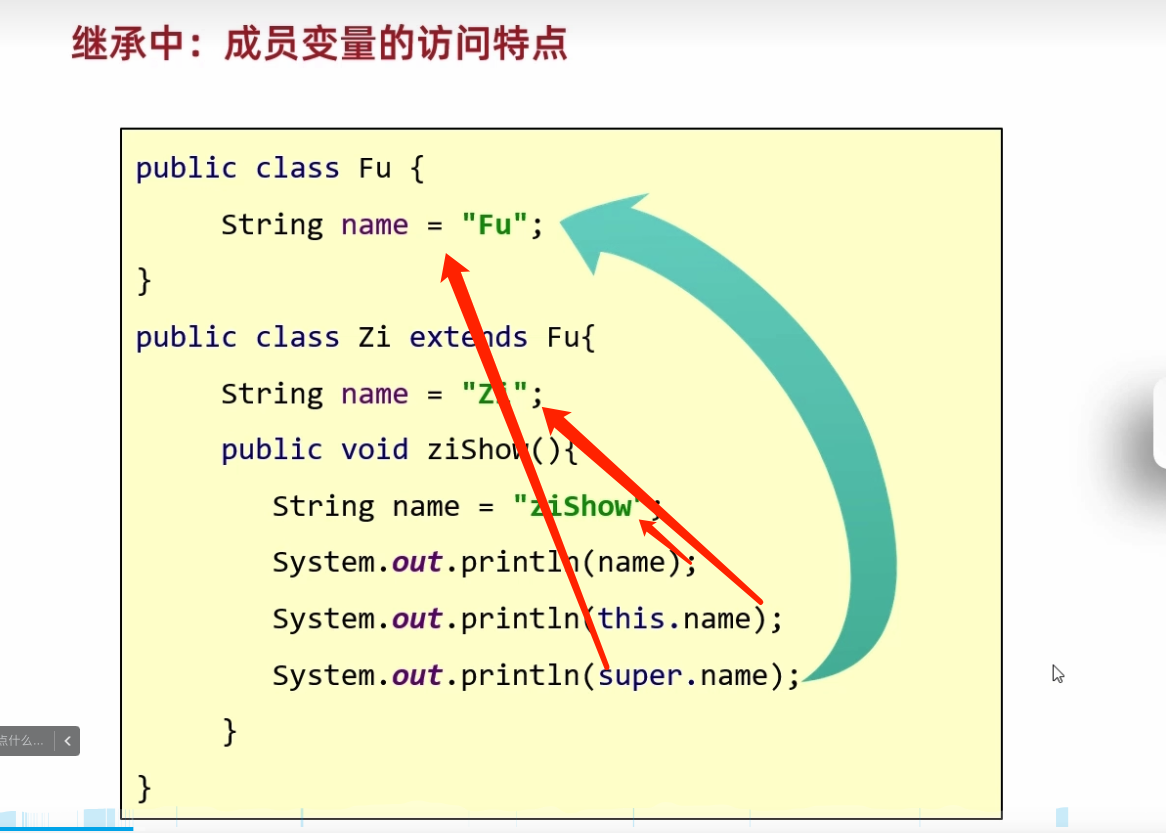 继承中：成员变量的访问特点
public class Fu {
String name = "Fu";
}
public class Zi extends Fu{
String name = "Zi";
public void ziShow(){
String name = "ziShow";
System.out.println(name);
System.out.println(this.name);
System.out.println(super.name);
}
}
点什么...